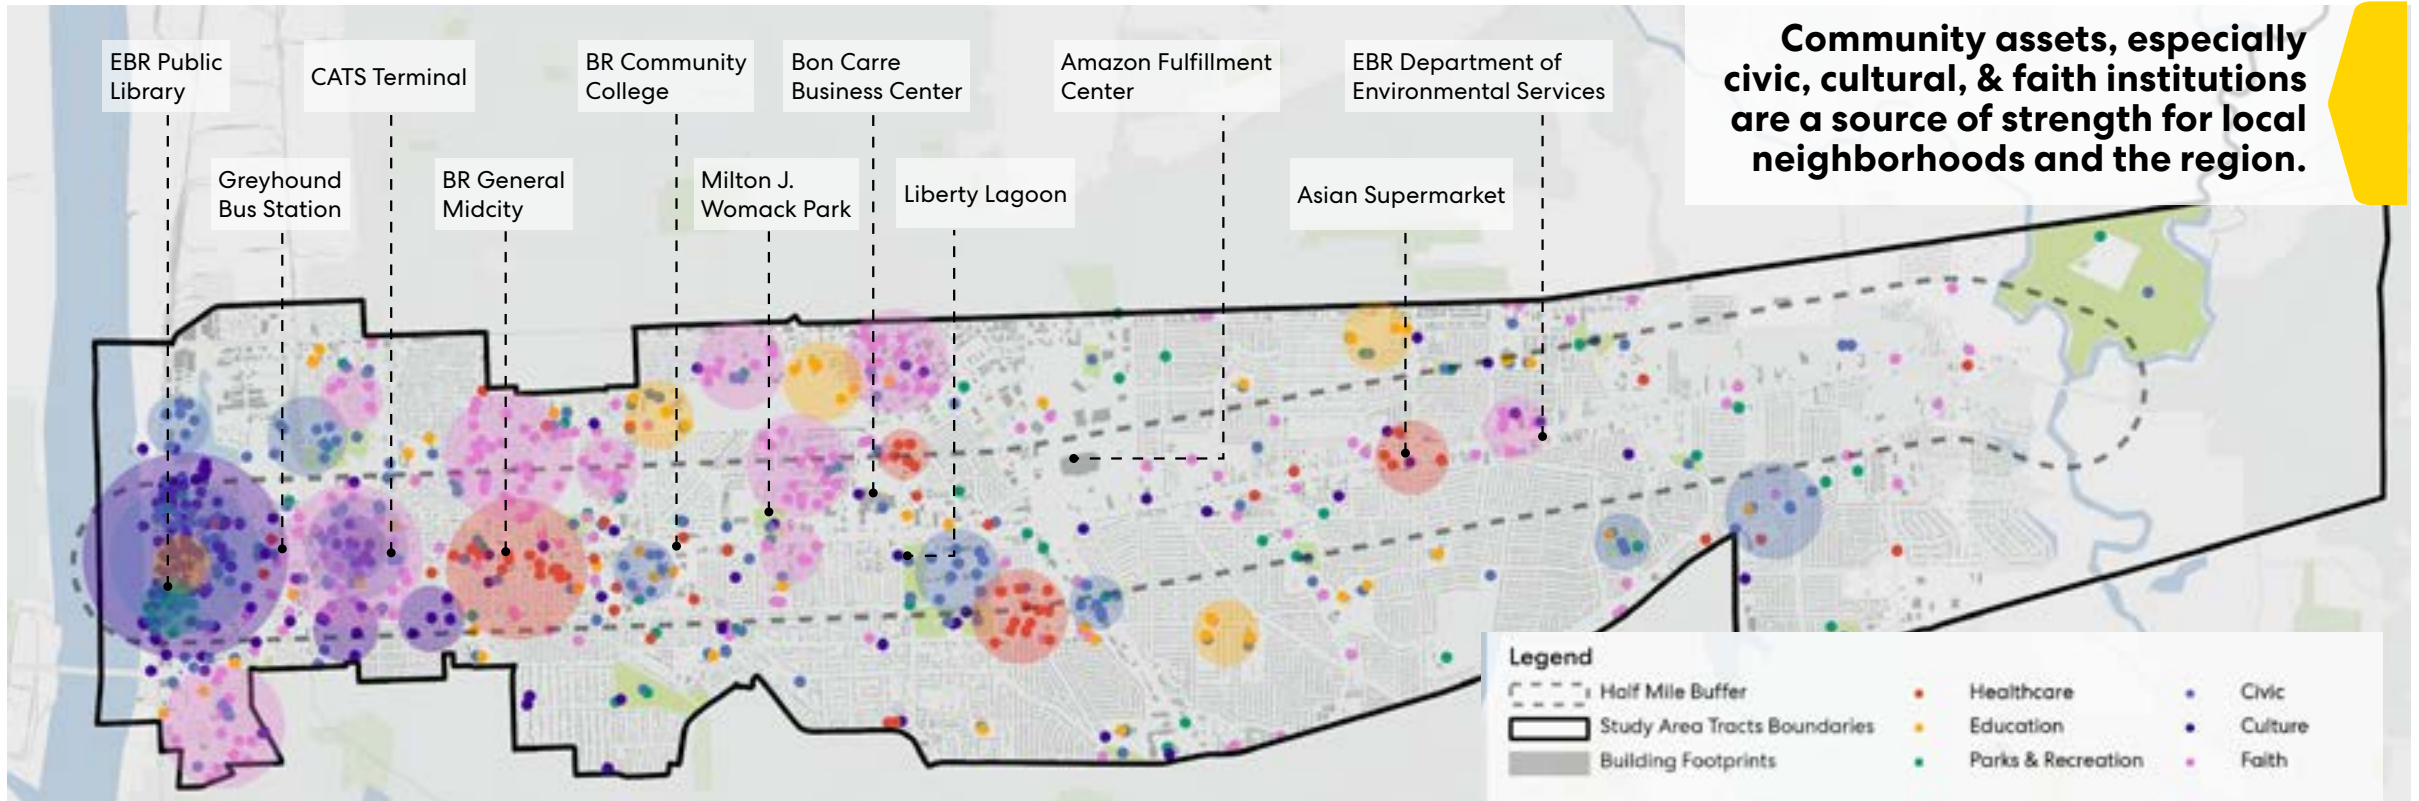 Community assets, especially
civic, cultural, & faith institutions
are a source of strength for local
neighborhoods and the region.
EBR Public
Library
CATS Terminal
BR Community
College
Bon Carre
Business Center
Amazon Fulfillment
Center
EBR Department of
Environmental Services
Greyhound
Bus Station
BR General
Midcity
Milton J.
Womack Park
Liberty Lagoon
Asian Supermarket
Legend
Half Mile Buffer
Study Area Tracts Boundaries
Building Footprints
Healthcare
Education
Parks & Recreation
Civic
Culture
Faith